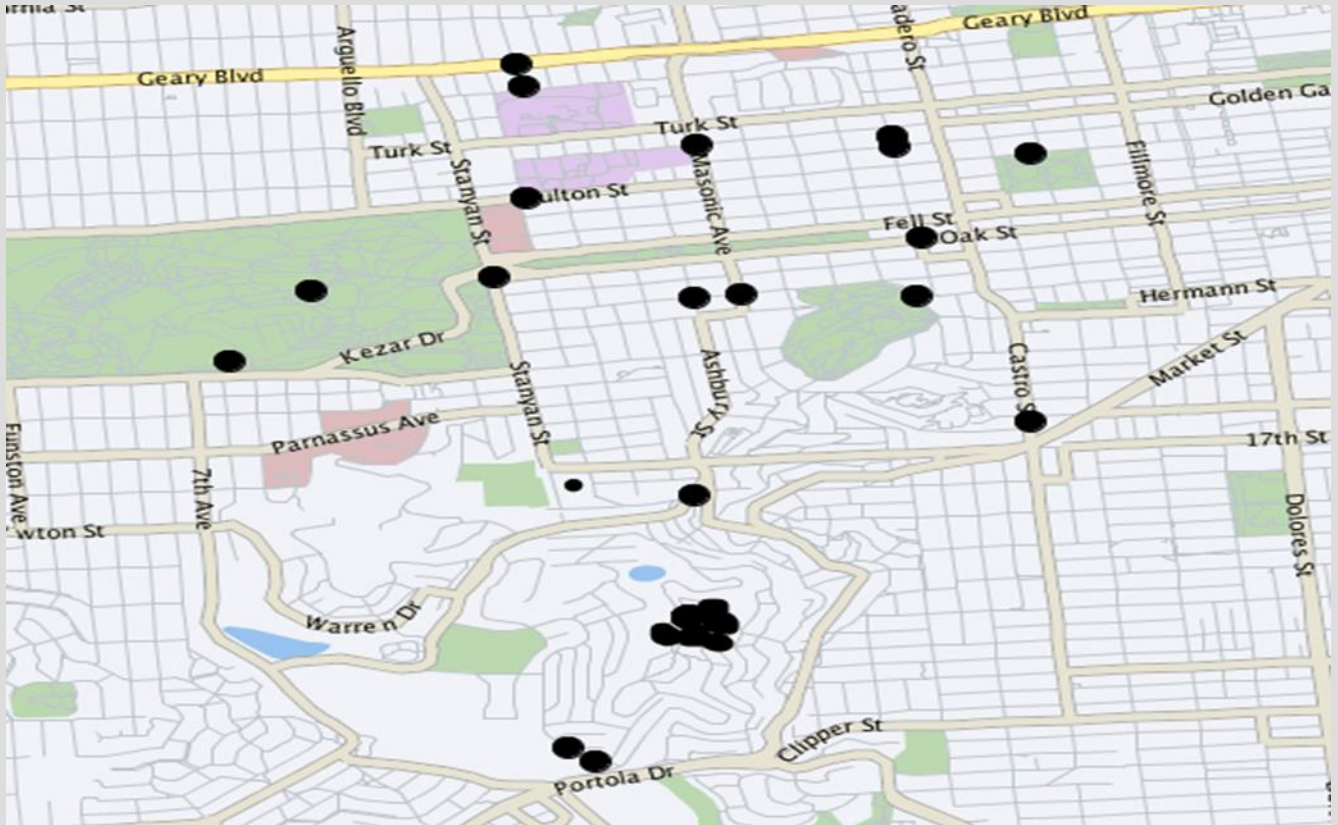 Geary Blvd
adero St
Geary Blvd
Arguello Blvd
Golden Ga
Turk St
Turk St
Stanyan St
Masonic Ave
Fillmore St
ulton St
Fell St
Oak St
Hermann St
Kezar Dr
Market St
Castro S
Stanyan St
Ashbury S
Parnassus Ave
17th St
Funston Ave
7th Ave
wton St
Dolores St
Warren Dr
Clipper St
Portola Dr